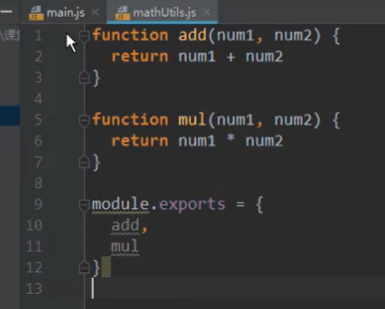 main.js mathUtils.js
1 function add(num1, num2) {
2 return num1 + num2
3 }
4
5 function mul(num1, num2) {
6 return num1 * num2
7 }
8
9 module.exports = {
10 add,
11 mul
12 }
13